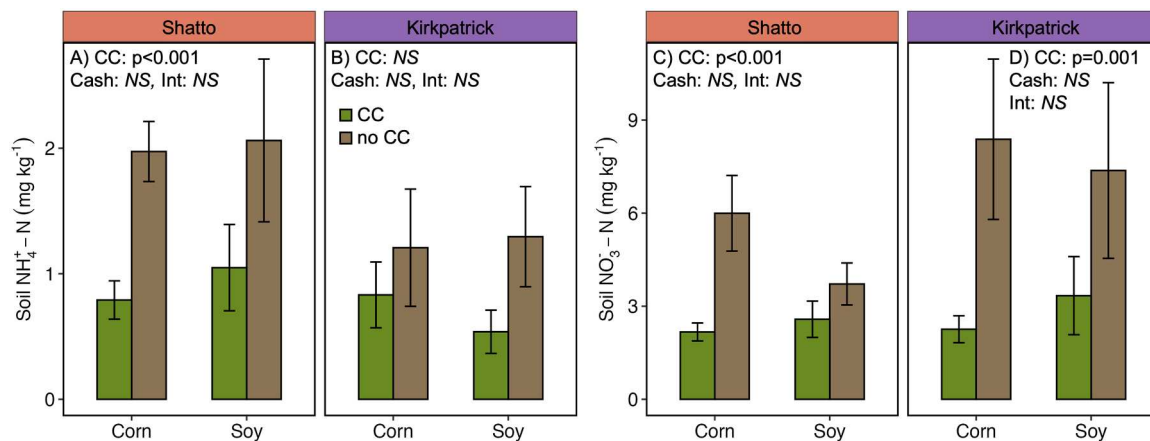 Shatto
Kirkpatrick
A) CC: p<0.001
Cash: NS, Int: NS
B) CC: NS
Cash: NS, Int: NS
CC
no CC
Soil NH₄⁺ – N (mg kg⁻¹)
2
1
0
Corn
Soy
Corn
Soy
Shatto
Kirkpatrick
C) CC: p<0.001
Cash: NS, Int: NS
D) CC: p=0.001
Cash: NS
Int: NS
Soil NO₃⁻ – N (mg kg⁻¹)
9
6
3
0
Corn
Soy
Corn
Soy